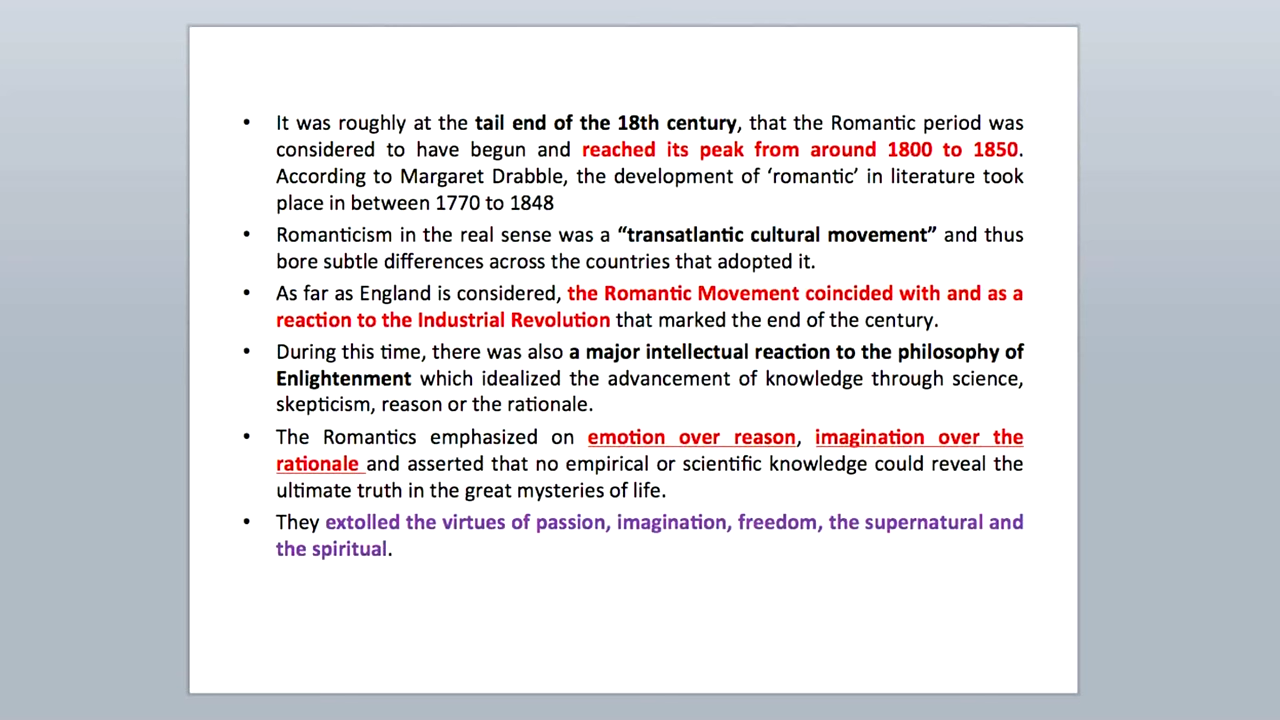 • It was roughly at the tail end of the 18th century, that the Romantic period was
considered to have begun and reached its peak from around 1800 to 1850.
According to Margaret Drabble, the development of ‘romantic’ in literature took
place in between 1770 to 1848
• Romanticism in the real sense was a “transatlantic cultural movement” and thus
bore subtle differences across the countries that adopted it.
• As far as England is considered, the Romantic Movement coincided with and as a
reaction to the Industrial Revolution that marked the end of the century.
• During this time, there was also a major intellectual reaction to the philosophy of
Enlightenment which idealized the advancement of knowledge through science,
skepticism, reason or the rationale.
• The Romantics emphasized on emotion over reason, imagination over the
rationale and asserted that no empirical or scientific knowledge could reveal the
ultimate truth in the great mysteries of life.
• They extolled the virtues of passion, imagination, freedom, the supernatural and
the spiritual.